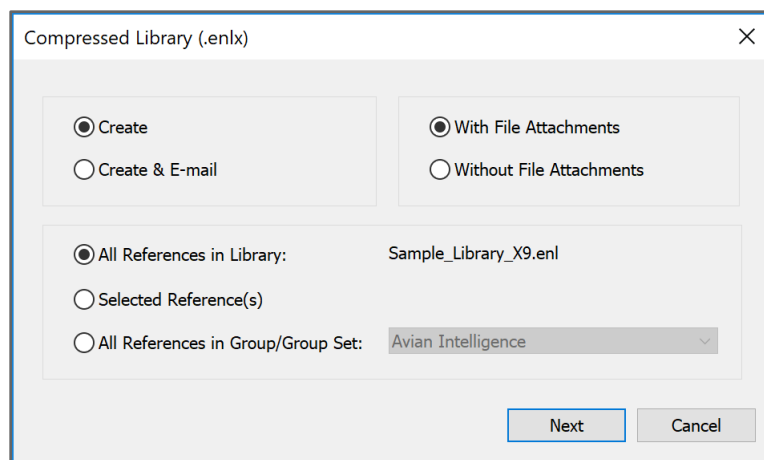 Compressed Library (.enlx)
Create
Create & E-mail
With File Attachments
Without File Attachments
All References in Library: Sample_Library_X9.enl
Selected Reference(s)
All References in Group/Group Set: Avian Intelligence
Next Cancel